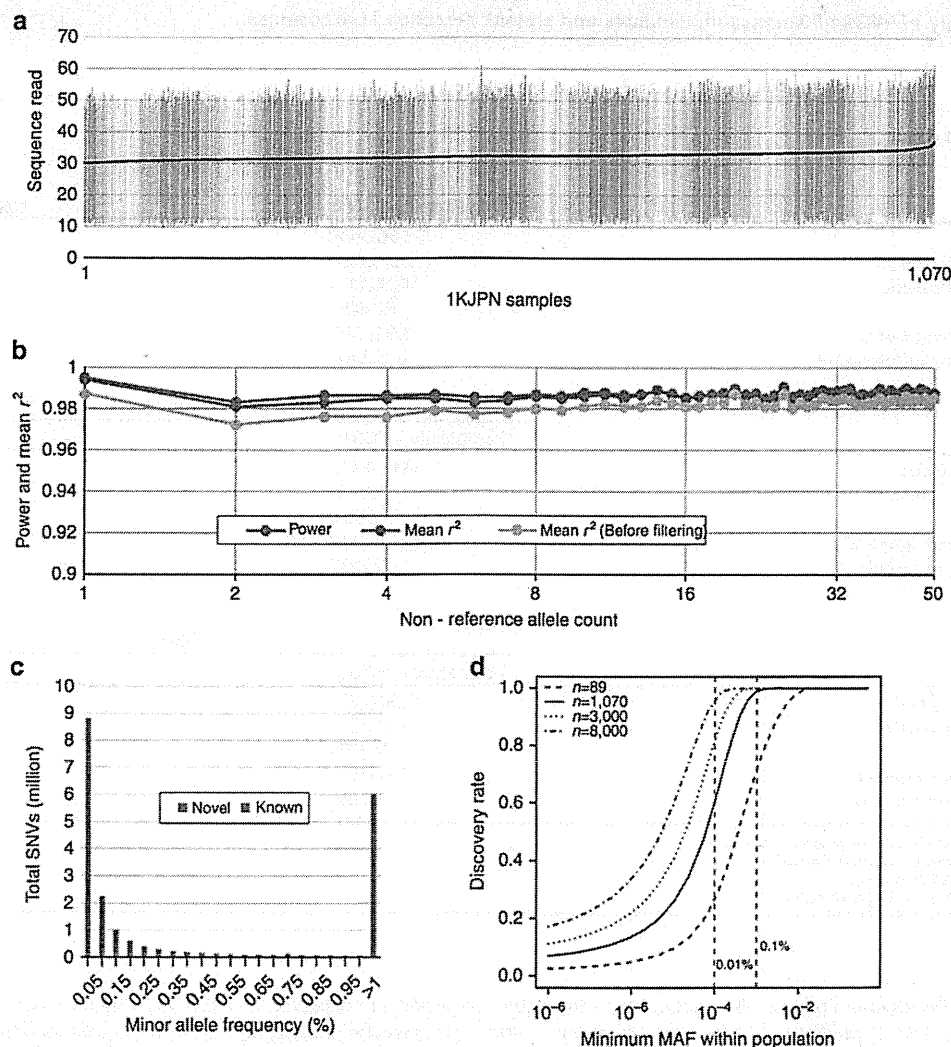 a
70
60
50
40
30
20
10
0
Sequence read
1
1,070
1KJPN samples
b
1
0.98
0.96
0.94
0.92
0.9
Power and mean r²
Power
Mean r²
Mean r² (Before filtering)
1
2
4
8
16
32
50
Non - reference allele count
c
10
9
8
7
6
5
4
3
2
1
0
Total SNVs (million)
Novel
Known
0.05
0.15
0.25
0.35
0.45
0.55
0.65
0.75
0.85
0.95
>1
Minor allele frequency (%)
d
1.0
0.8
0.6
0.4
0.2
0.0
Discovery rate
n=89
n=1,070
n=3,000
n=8,000
0.01%
0.1%
10⁻⁶
10⁻⁶
10⁻⁴
10⁻²
Minimum MAF within population